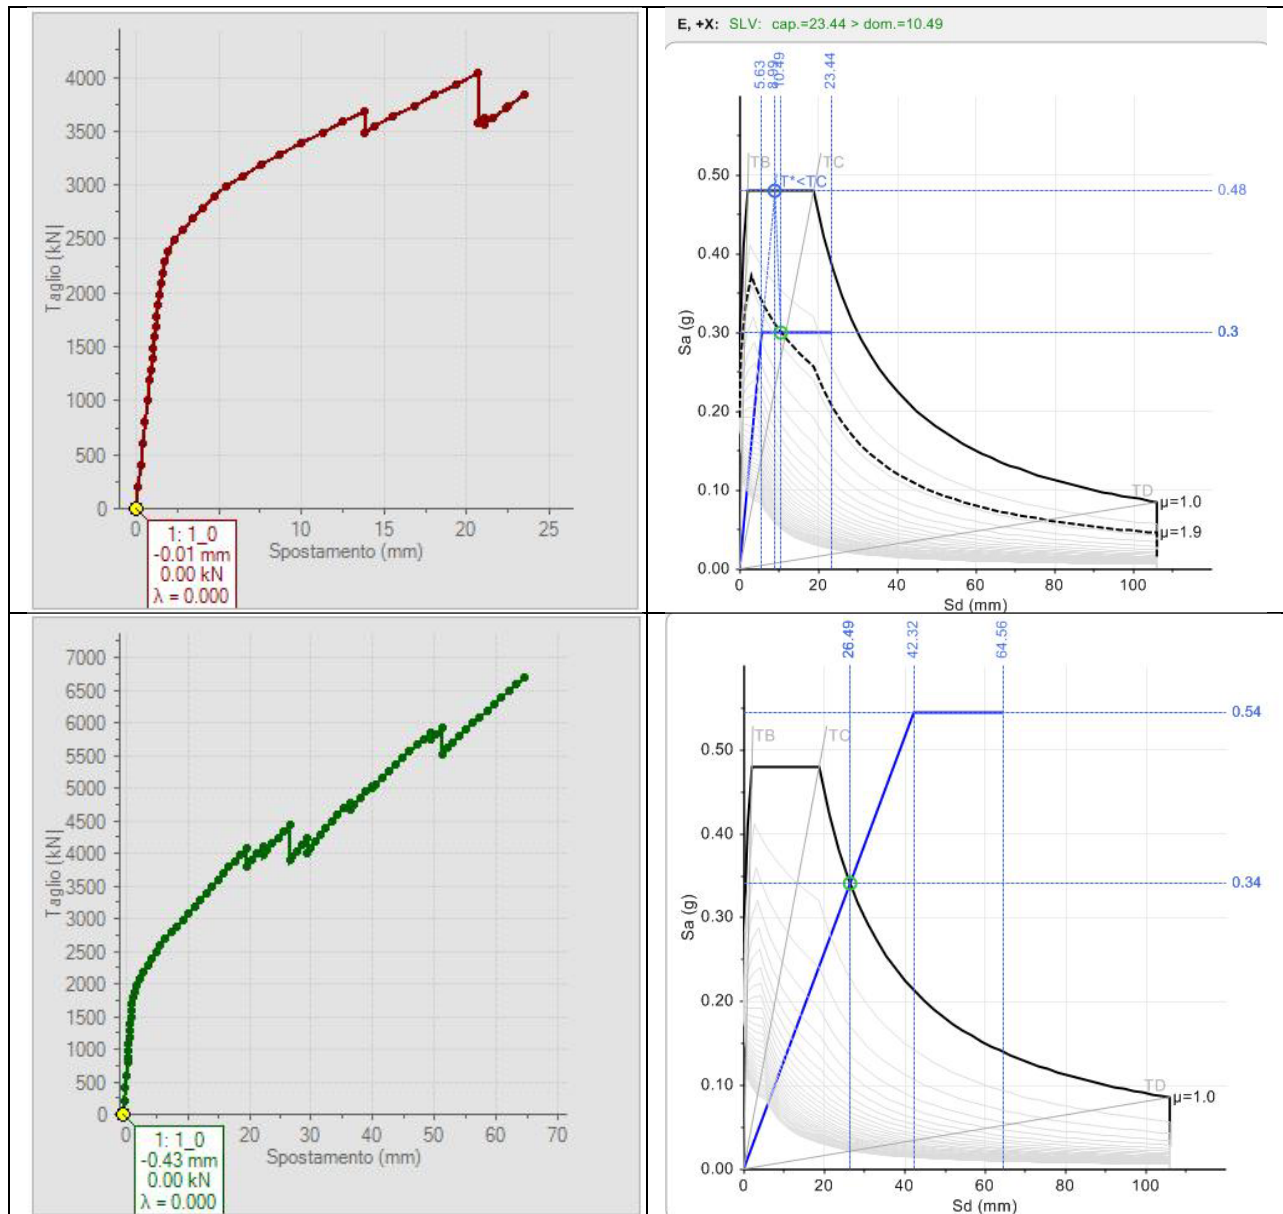 4000
3500
3000
2500
2000
1500
1000
500
0
Taglio [kN]
0
10
15
20
25
Spostamento (mm)
1: 1_0
-0.01 mm
0.00 kN
λ = 0.000
E, +X: SLV: cap.=23.44 > dom.=10.49
5.63
8.99
10.49
23.44
TB
TC
T*<TC
0.50
0.48
0.40
0.30
0.3
0.20
0.10
0.00
Sa (g)
TD
μ=1.0
μ=1.9
0
20
40
60
80
100
Sd (mm)
7000
6500
6000
5500
5000
4500
4000
3500
3000
2500
2000
1500
1000
500
0
Taglio [kN]
0
20
30
40
50
60
70
Spostamento (mm)
1: 1_0
-0.43 mm
0.00 kN
λ = 0.000
26.49
42.32
64.56
TB
TC
0.54
0.50
0.40
0.34
0.30
0.20
0.10
0.00
Sa (g)
TD
μ=1.0
0
20
40
60
80
100
Sd (mm)